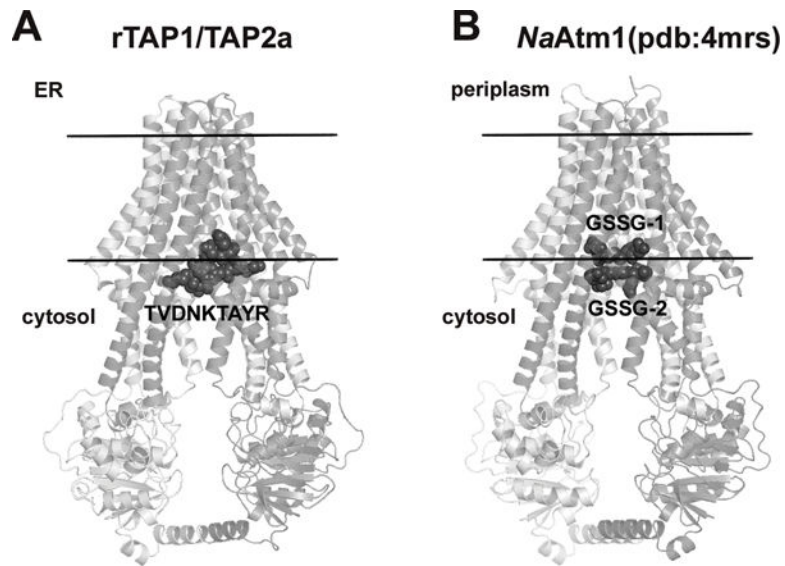 A
rTAP1/TAP2a
ER
cytosol
TVDNKTAYR
B
NaAtm1(pdb:4mrs)
periplasm
GSSG-1
cytosol
GSSG-2